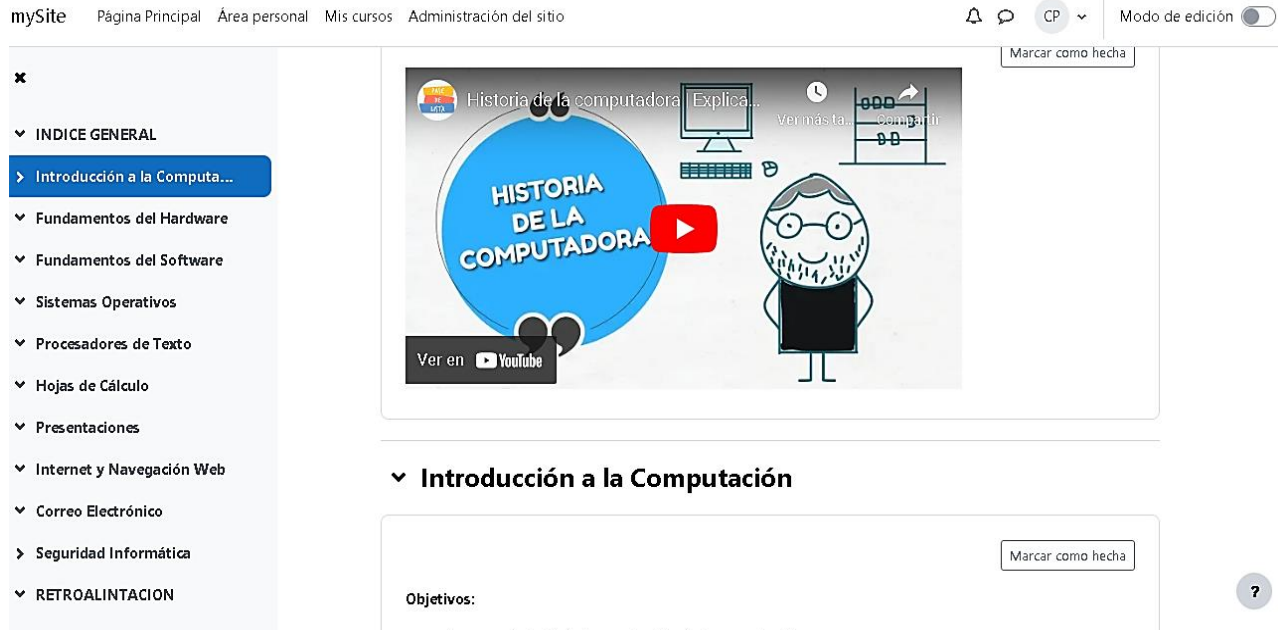 mySite Página Principal Área personal Mis cursos Administración del sitio CP Modo de edición
INDICE GENERAL
Introducción a la Computa...
Fundamentos del Hardware
Fundamentos del Software
Sistemas Operativos
Procesadores de Texto
Hojas de Cálculo
Presentaciones
Internet y Navegación Web
Correo Electrónico
Seguridad Informática
RETROALINTACION
Marcar como hecha
PASE
DE
LISTA
Historia de la computadora | Explica...
Ver más ta...
Compartir
HISTORIA
DE LA
COMPUTADORA
Ver en YouTube
Introducción a la Computación
Marcar como hecha
Objetivos:
?